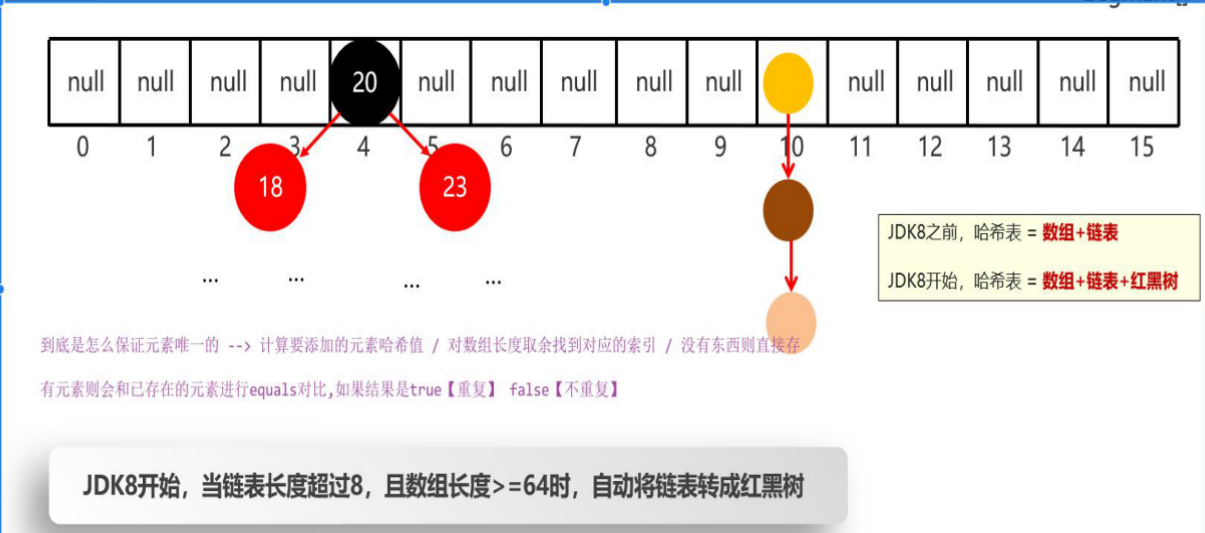 null null null null 20 null null null null null null null null null null
0 1 2 3 4 5 6 7 8 9 10 11 12 13 14 15
18 23
JDK8之前，哈希表 = 数组+链表
... ... ... ...
JDK8开始，哈希表 = 数组+链表+红黑树
到底是怎么保证元素唯一的 --> 计算要添加的元素哈希值 / 对数组长度取余找到对应的索引 / 没有东西则直接存
有元素则会和已存在的元素进行equals对比,如果结果是true【重复】 false【不重复】
JDK8开始，当链表长度超过8，且数组长度>=64时，自动将链表转成红黑树